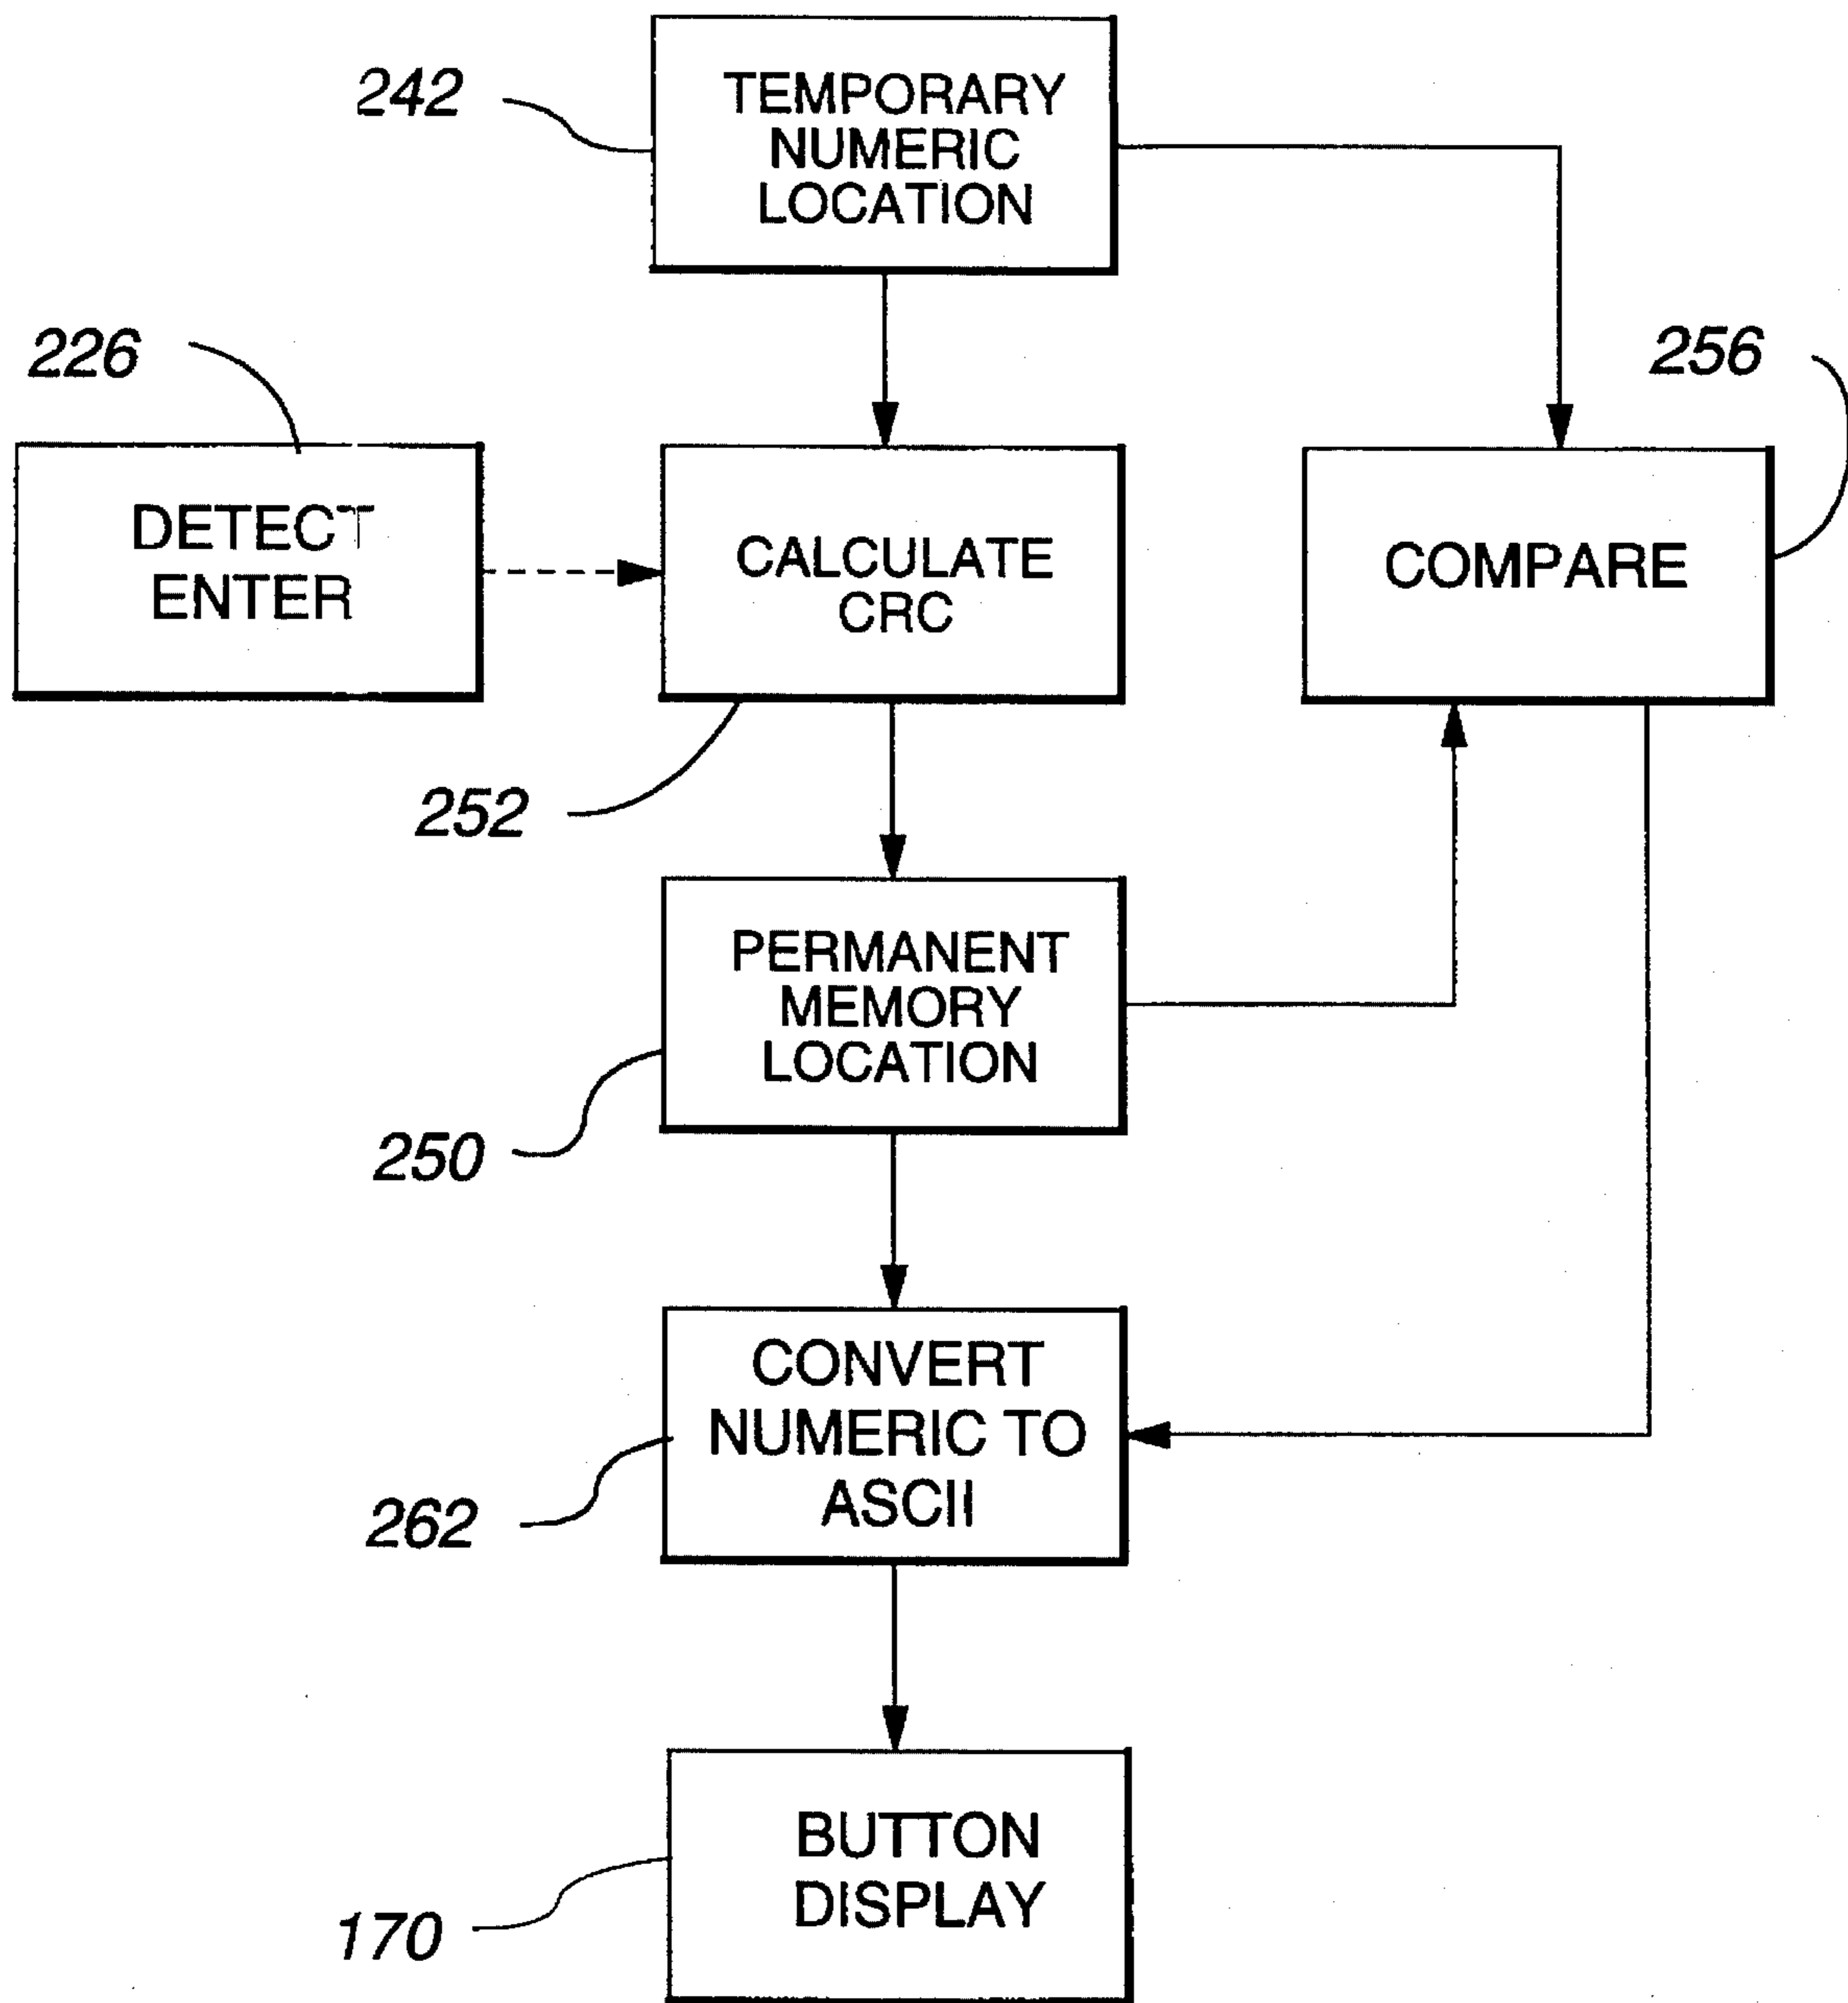 242
TEMPORARY
NUMERIC
LOCATION
226
256
DETECT
ENTER
CALCULATE
CRC
COMPARE
252
PERMANENT
MEMORY
LOCATION
250
CONVERT
NUMERIC TO
ASCII
262
BUTTON
DISPLAY
170